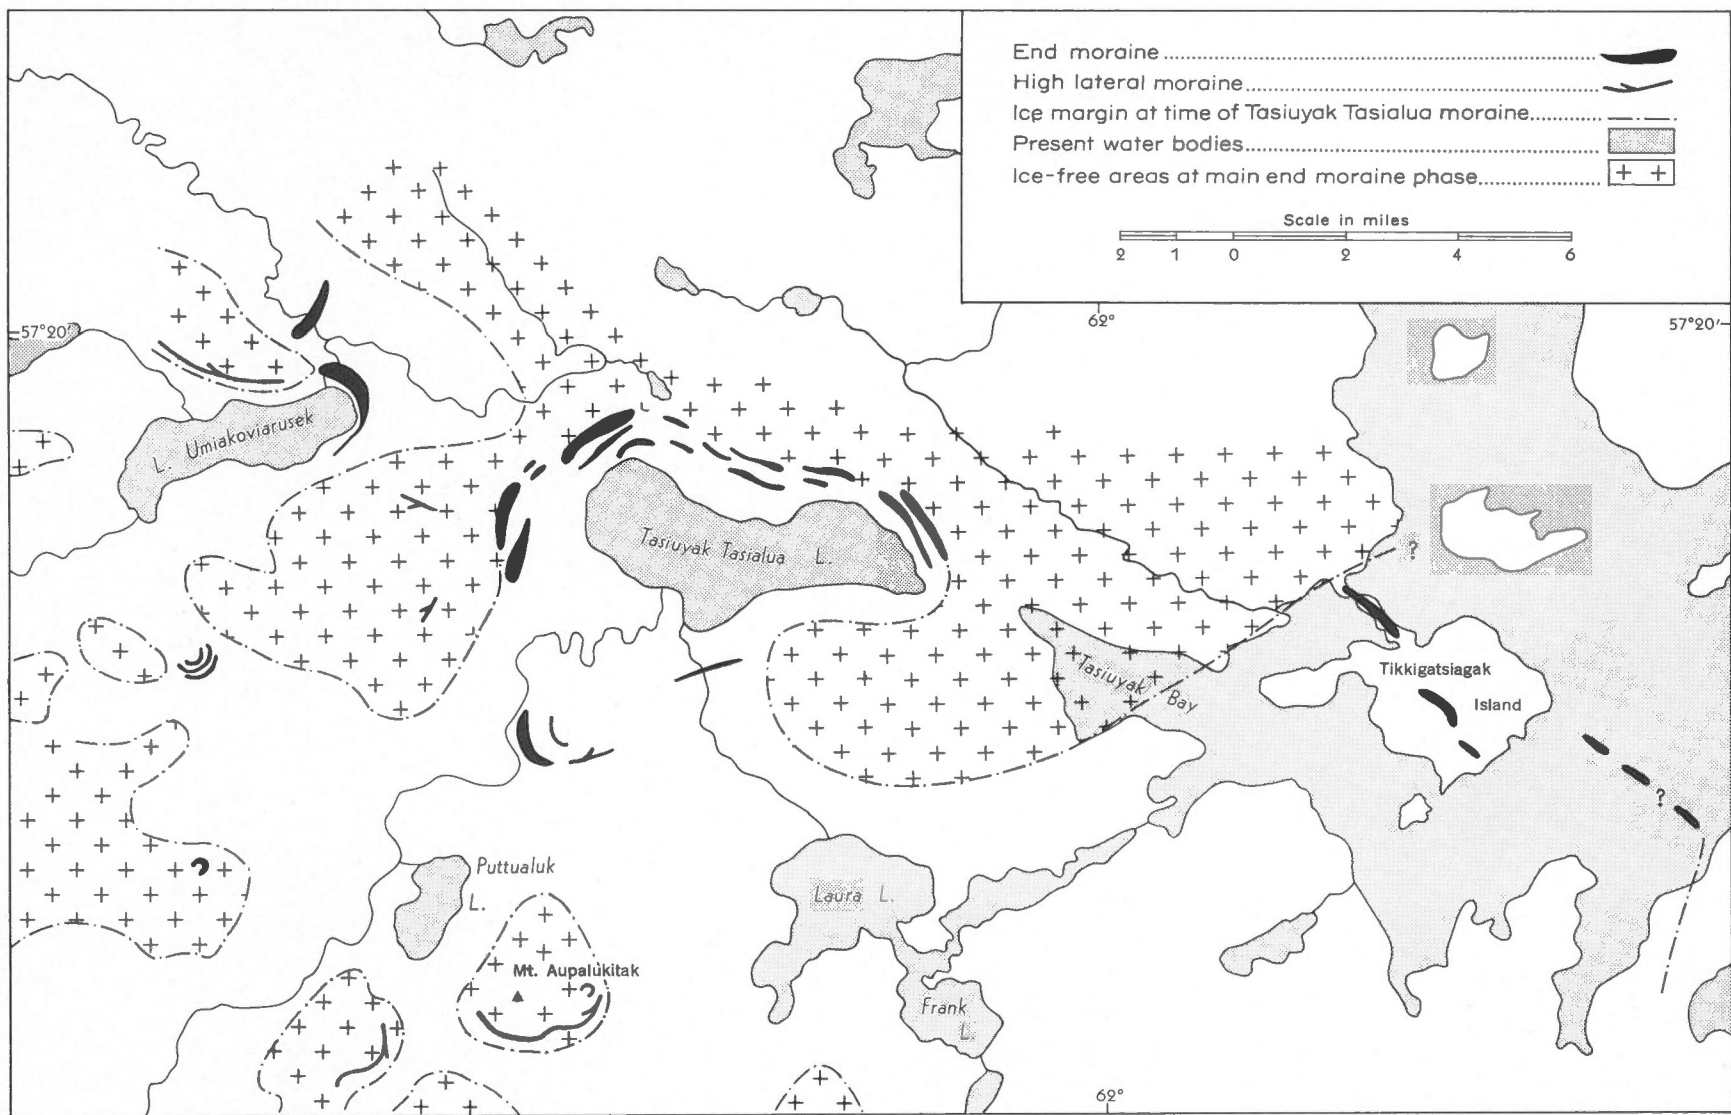 End moraine
High lateral moraine
Ice margin at time of Tasiuyak Tasialua moraine
Present water bodies
Ice-free areas at main end moraine phase
Scale in miles
2 1 0 2 4 6
57°20'
62°
57°20'
L. Umiakoviarusek
Tasiuyak Tasialua L.
?
Tasiuyak Bay
Tikkigatsiagak
Island
?
Puttualuk
L.
Laura L.
Mt. Aupalukitak
Frank
L.
62°